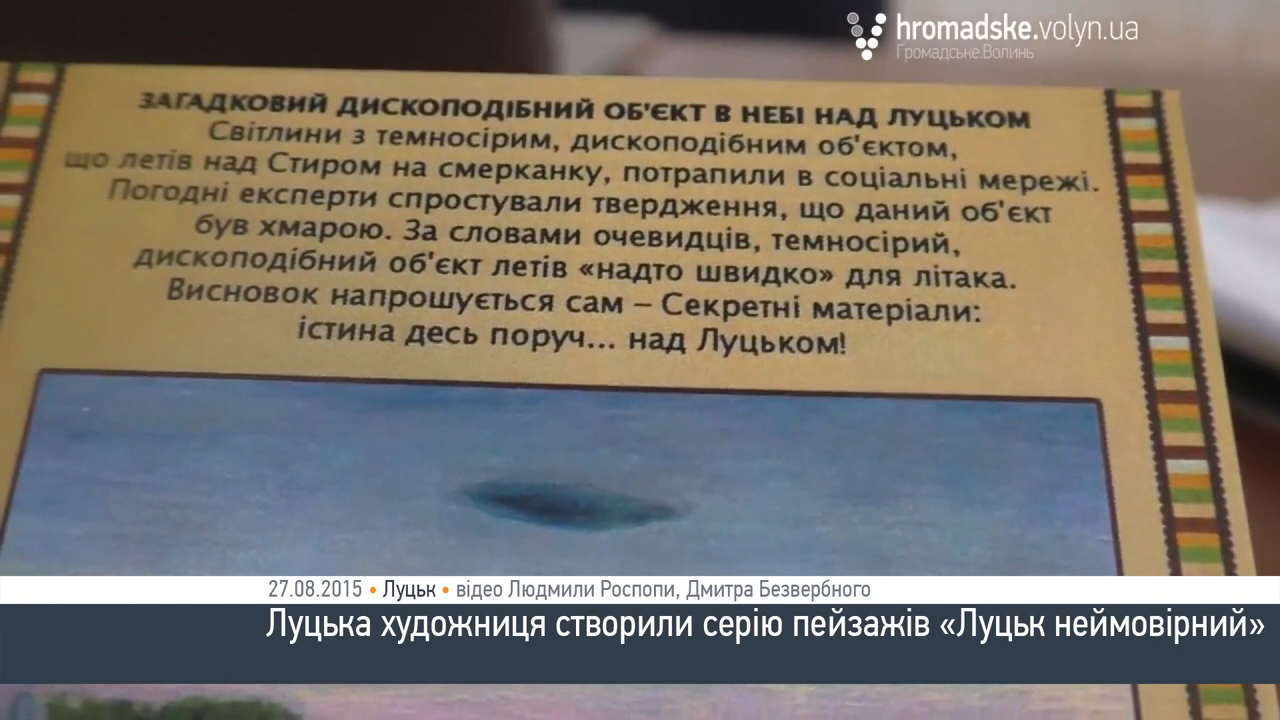 hromadske.volyn.ua
Громадське.Волинь
ЗАГАДКОВИЙ ДИСКОПОДІБНИЙ ОБ'ЄКТ В НЕБІ НАД ЛУЦЬКОМ
Світлини з темносірим, дископодібним об'єктом,
що летів над Стиром на смерканку, потрапили в соціальні мережі.
Погодні експерти спростували твердження, що даний об'єкт
був хмарою. За словами очевидців, темносірий,
дископодібний об'єкт летів «надто швидко» для літака.
Висновок напрошується сам – Секретні матеріали:
істина десь поруч... над Луцьком!
27.08.2015 • Луцьк • відео Людмили Роспопи, Дмитра Безвербного
Луцька художниця створили серію пейзажів «Луцьк неймовірний»